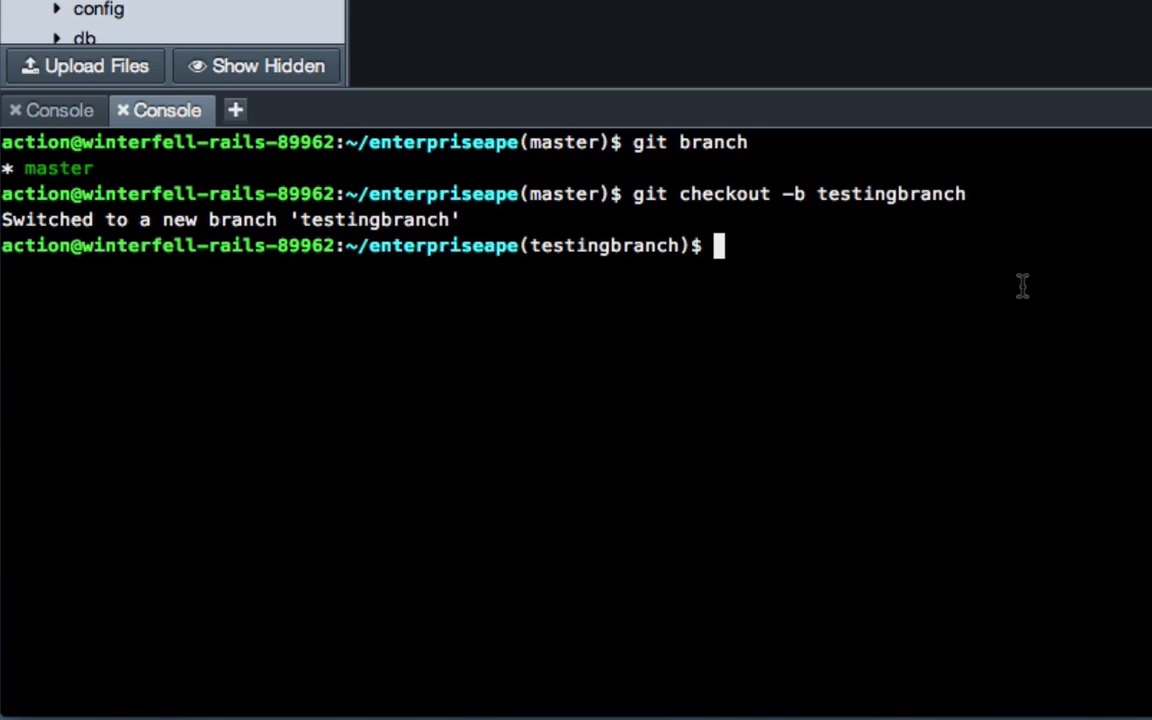 config
db
Upload Files Show Hidden
Console Console +
action@winterfell-rails-89962:~/enterpriseape(master)$ git branch
* master
action@winterfell-rails-89962:~/enterpriseape(master)$ git checkout -b testingbranch
Switched to a new branch 'testingbranch'
action@winterfell-rails-89962:~/enterpriseape(testingbranch)$